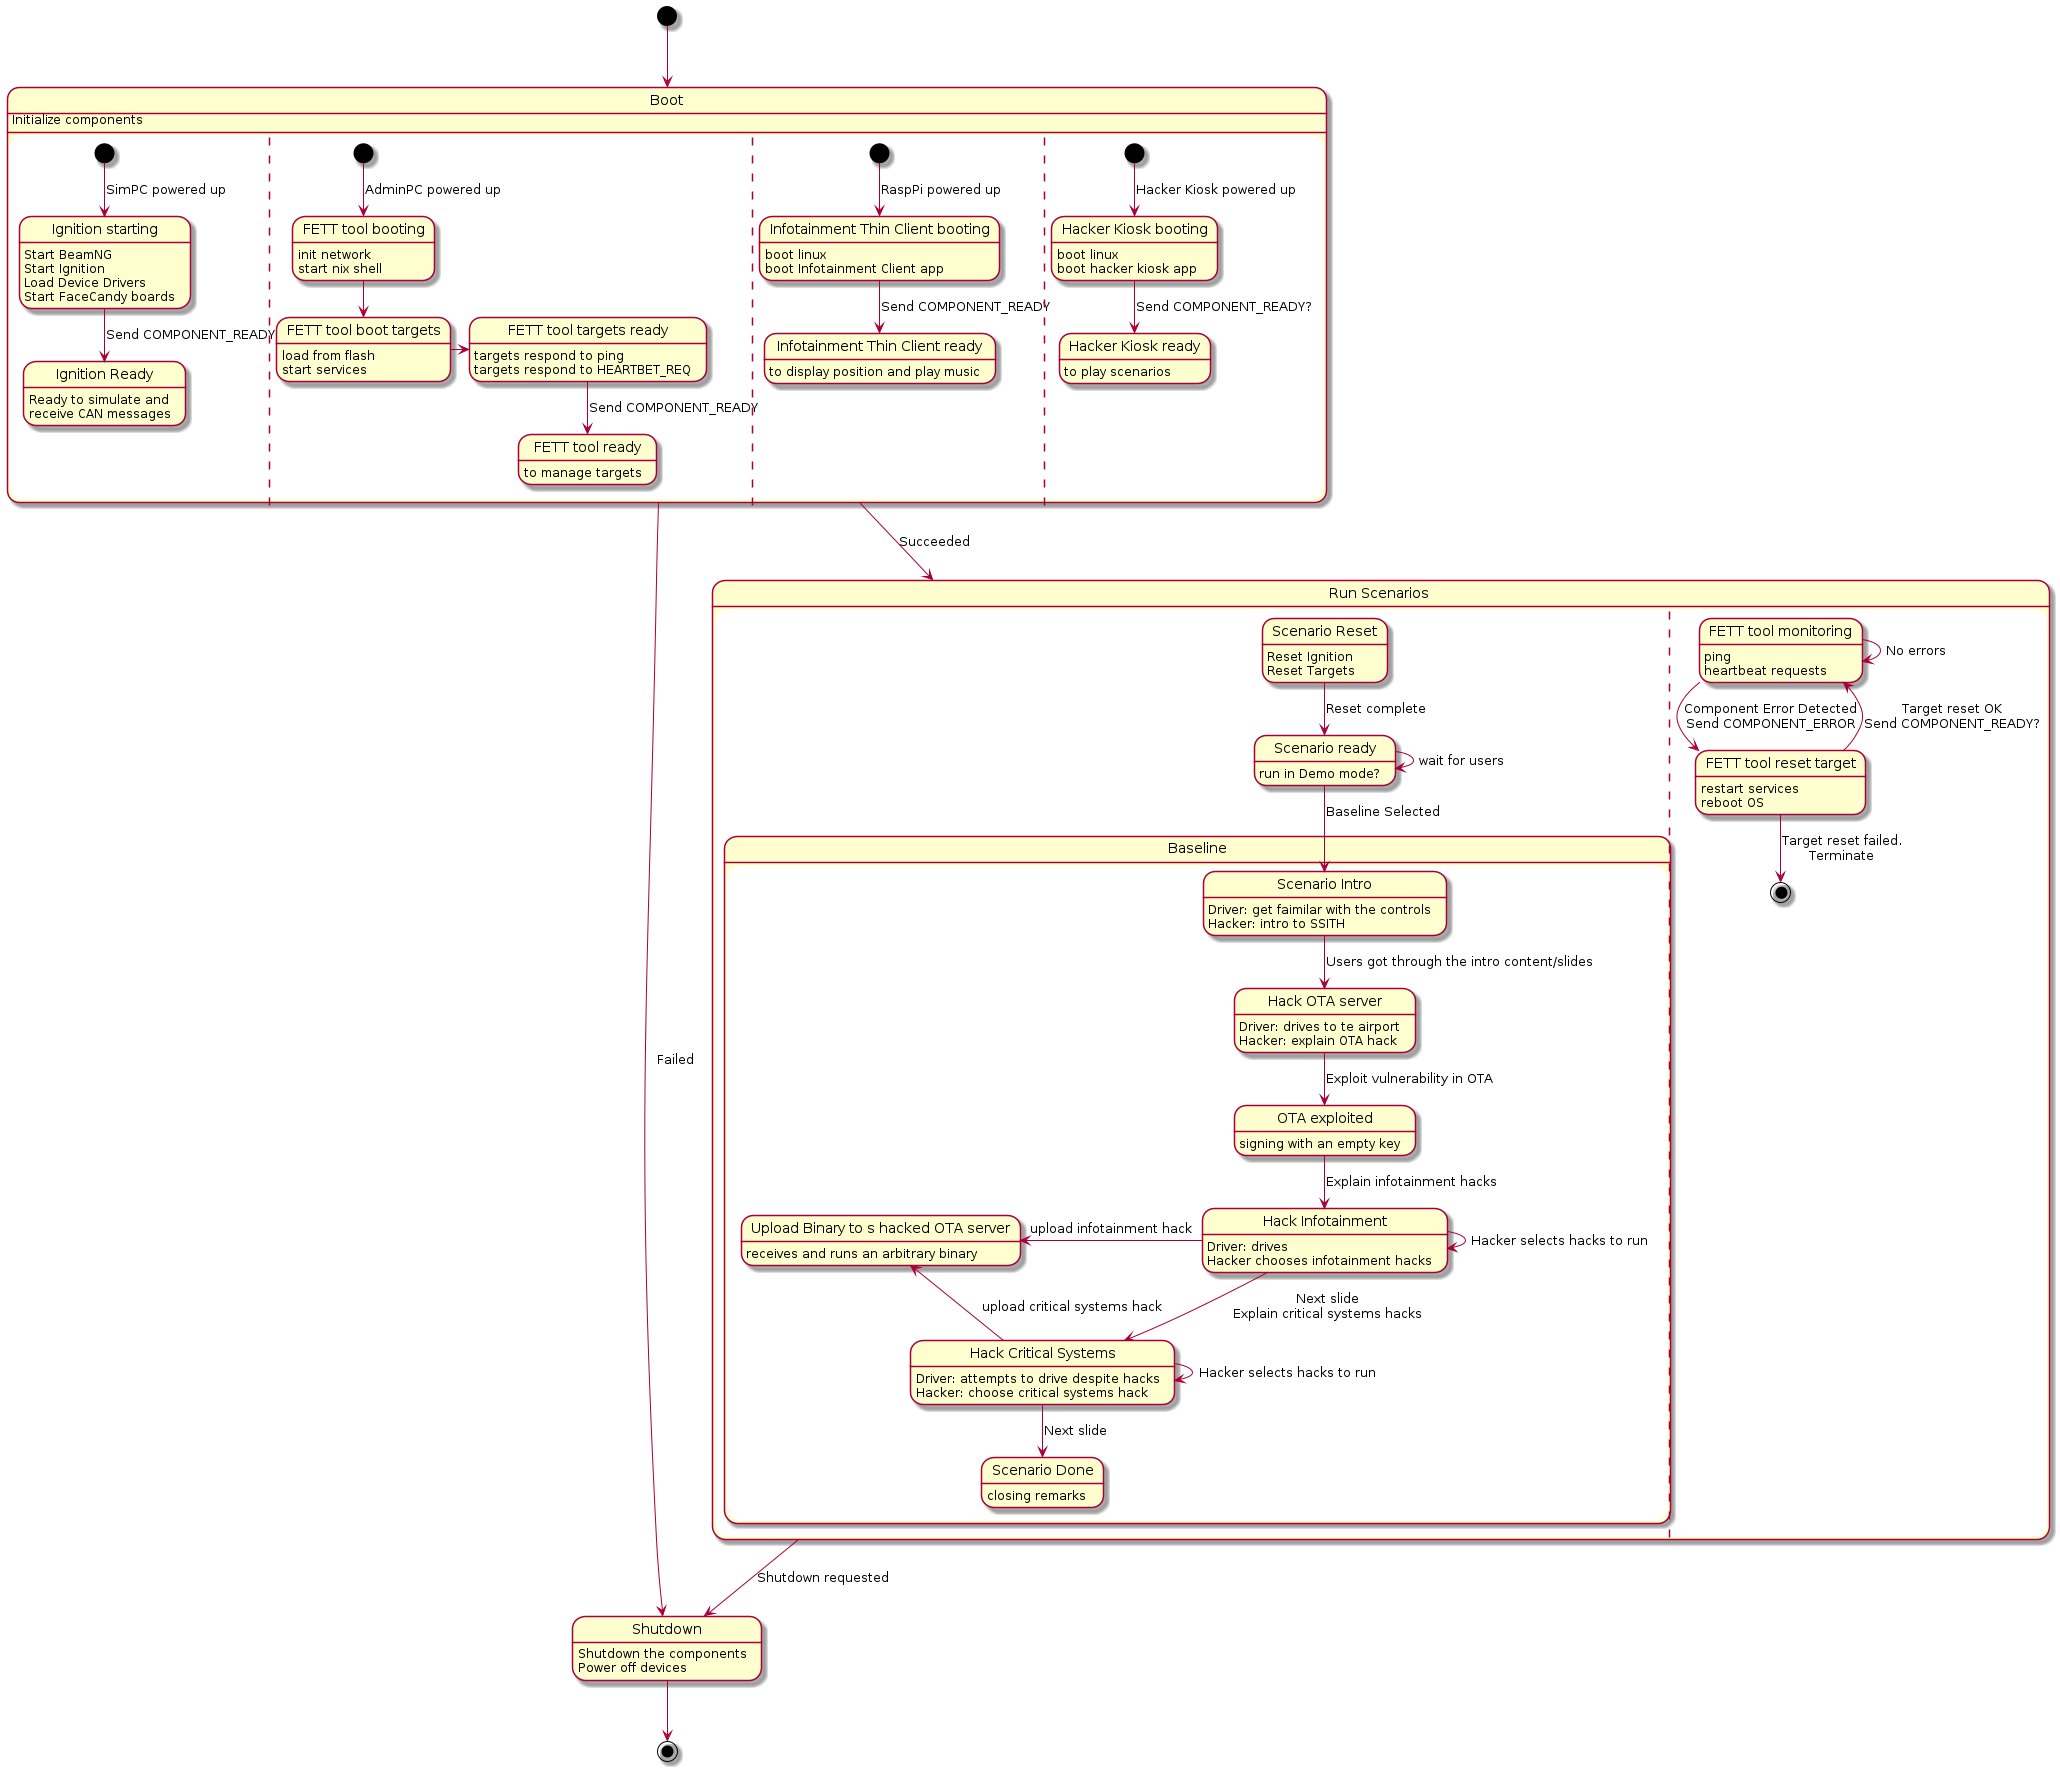 Boot
Initialize components
SimPC powered up
Ignition starting
Start BeamNG
Start Ignition
Load Device Drivers
Start FaceCandy boards
Send COMPONENT_READY
Ignition Ready
Ready to simulate and
receive CAN messages
AdminPC powered up
FETT tool booting
init network
start nix shell
FETT tool boot targets
load from flash
start services
FETT tool targets ready
targets respond to ping
targets respond to HEARTBET_REQ
Send COMPONENT_READY
FETT tool ready
to manage targets
RaspPi powered up
Infotainment Thin Client booting
boot linux
boot Infotainment Client app
Send COMPONENT_READY
Infotainment Thin Client ready
to display position and play music
Hacker Kiosk powered up
Hacker Kiosk booting
boot linux
boot hacker kiosk app
Send COMPONENT_READY?
Hacker Kiosk ready
to play scenarios
Succeeded
Failed
Run Scenarios
Scenario Reset
Reset Ignition
Reset Targets
Reset complete
Scenario ready
run in Demo mode?
wait for users
Baseline Selected
Baseline
Scenario Intro
Driver: get faimilar with the controls
Hacker: intro to SSITH
Users got through the intro content/slides
Hack OTA server
Driver: drives to te airport
Hacker: explain OTA hack
Exploit vulnerability in OTA
OTA exploited
signing with an empty key
Explain infotainment hacks
Hack Infotainment
Driver: drives
Hacker chooses infotainment hacks
Hacker selects hacks to run
upload infotainment hack
Upload Binary to s hacked OTA server
receives and runs an arbitrary binary
upload critical systems hack
Next slide
Explain critical systems hacks
Hack Critical Systems
Driver: attempts to drive despite hacks
Hacker: choose critical systems hack
Hacker selects hacks to run
Next slide
Scenario Done
closing remarks
FETT tool monitoring
ping
heartbeat requests
No errors
Component Error Detected
Send COMPONENT_ERROR
Target reset OK
Send COMPONENT_READY?
FETT tool reset target
restart services
reboot OS
Target reset failed.
Terminate
Shutdown requested
Shutdown
Shutdown the components
Power off devices